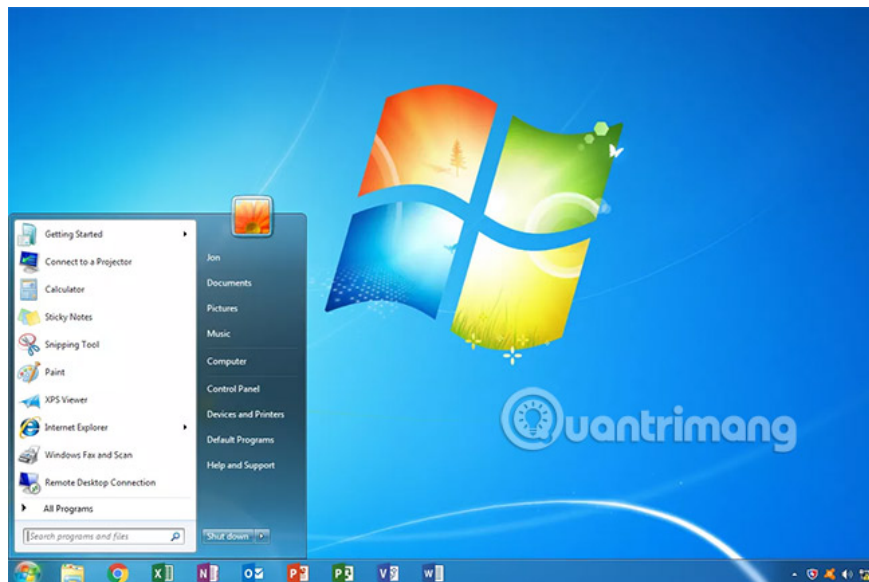 Getting Started
Connect to a Projector
Calculator
Sticky Notes
Snipping Tool
Paint
XPS Viewer
Internet Explorer
Windows Fax and Scan
Remote Desktop Connection
All Programs
Search programs and files
Jon
Documents
Pictures
Music
Computer
Control Panel
Devices and Printers
Default Programs
Help and Support
Shut down
Quantrimang